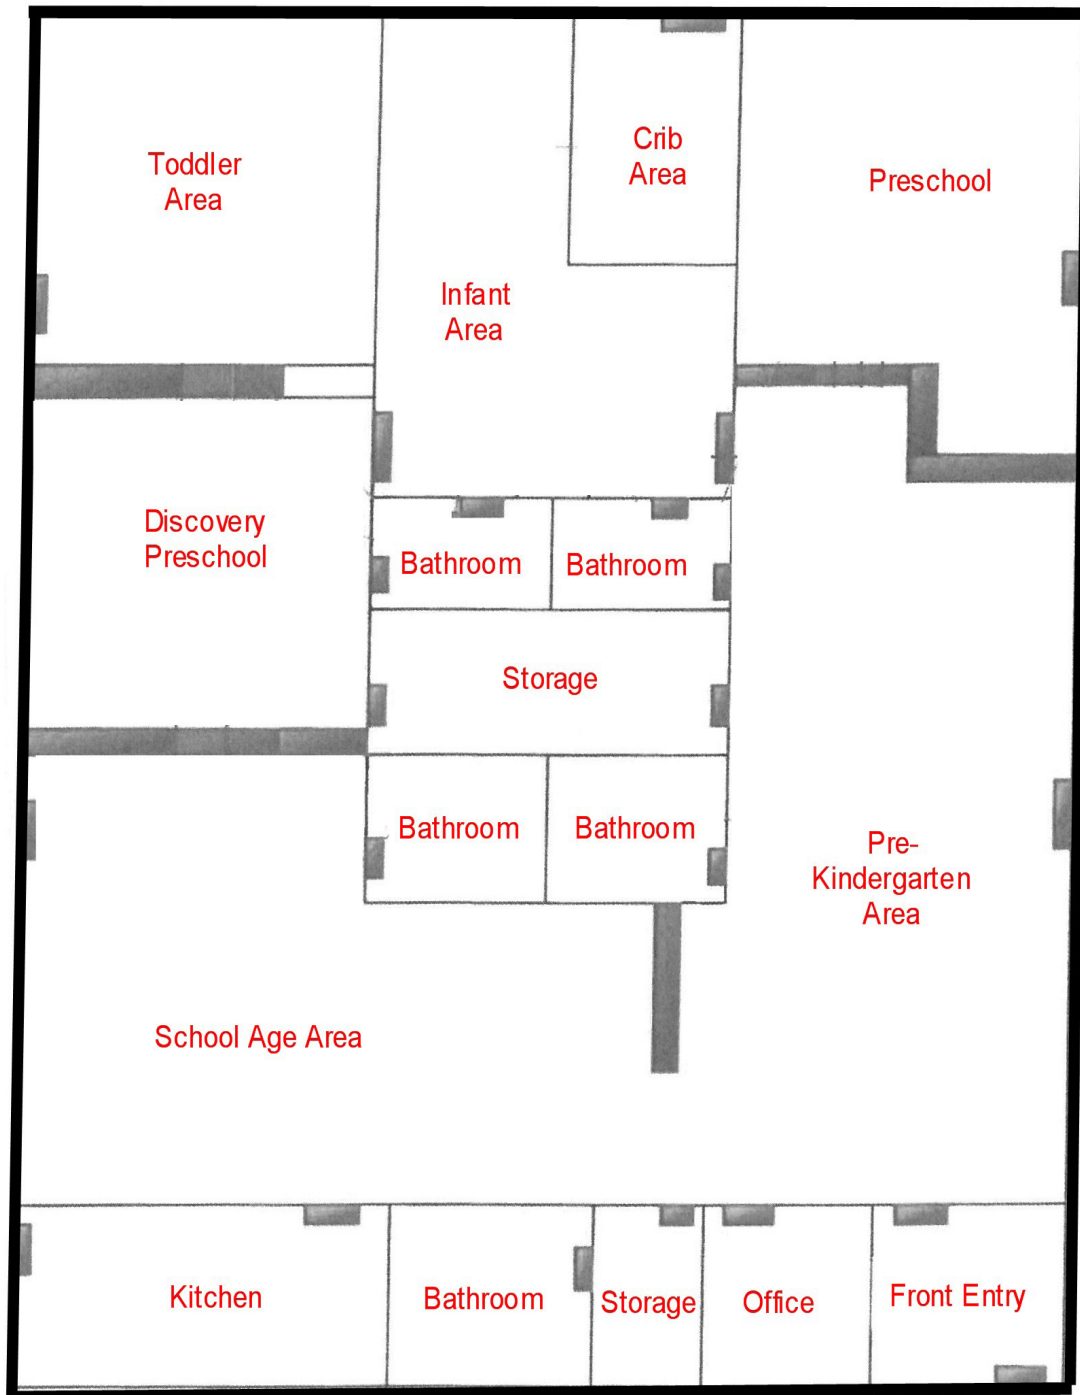 Toddler
Area
Crib
Area
Preschool
Infant
Area
Discovery
Preschool
Bathroom
Bathroom
Storage
Bathroom
Bathroom
Pre-
Kindergarten
Area
School Age Area
Kitchen
Bathroom
Storage
Office
Front Entry